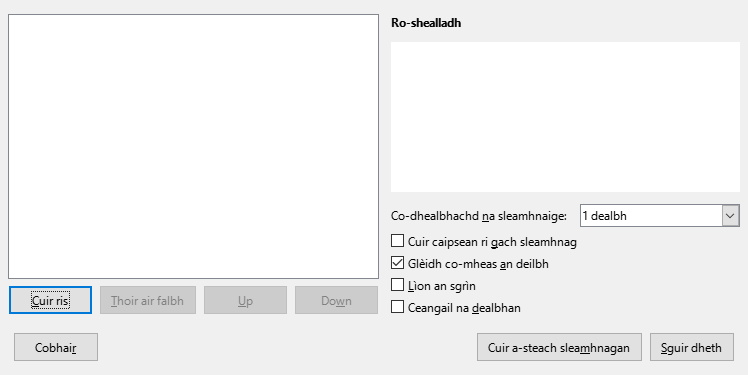 Ro-shealladh
Co-dhealbhachd na sleamhnaige: 1 dealbh
Cuir caipsean ri gach sleamhnag
Glèidh co-mheas an deilbh
Lìon an sgrìn
Ceangail na dealbhan
Cuir ris Thoir air falbh Up Down
Cobhair Cuir a-steach sleamhnagan Sguir dheth